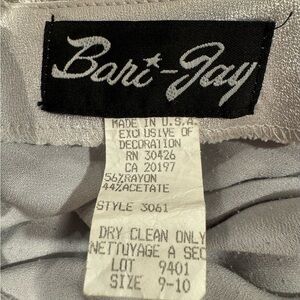 Bari-Jay
MADE IN U.S.A.
EXCLUSIVE OF
DECORATION
RN 30426
CA 20197
56%RAYON
44%ACETATE
STYLE 3061
DRY CLEAN ONLY
NETTOYAGE A SEC
LOT 9401
SIZE 9-10